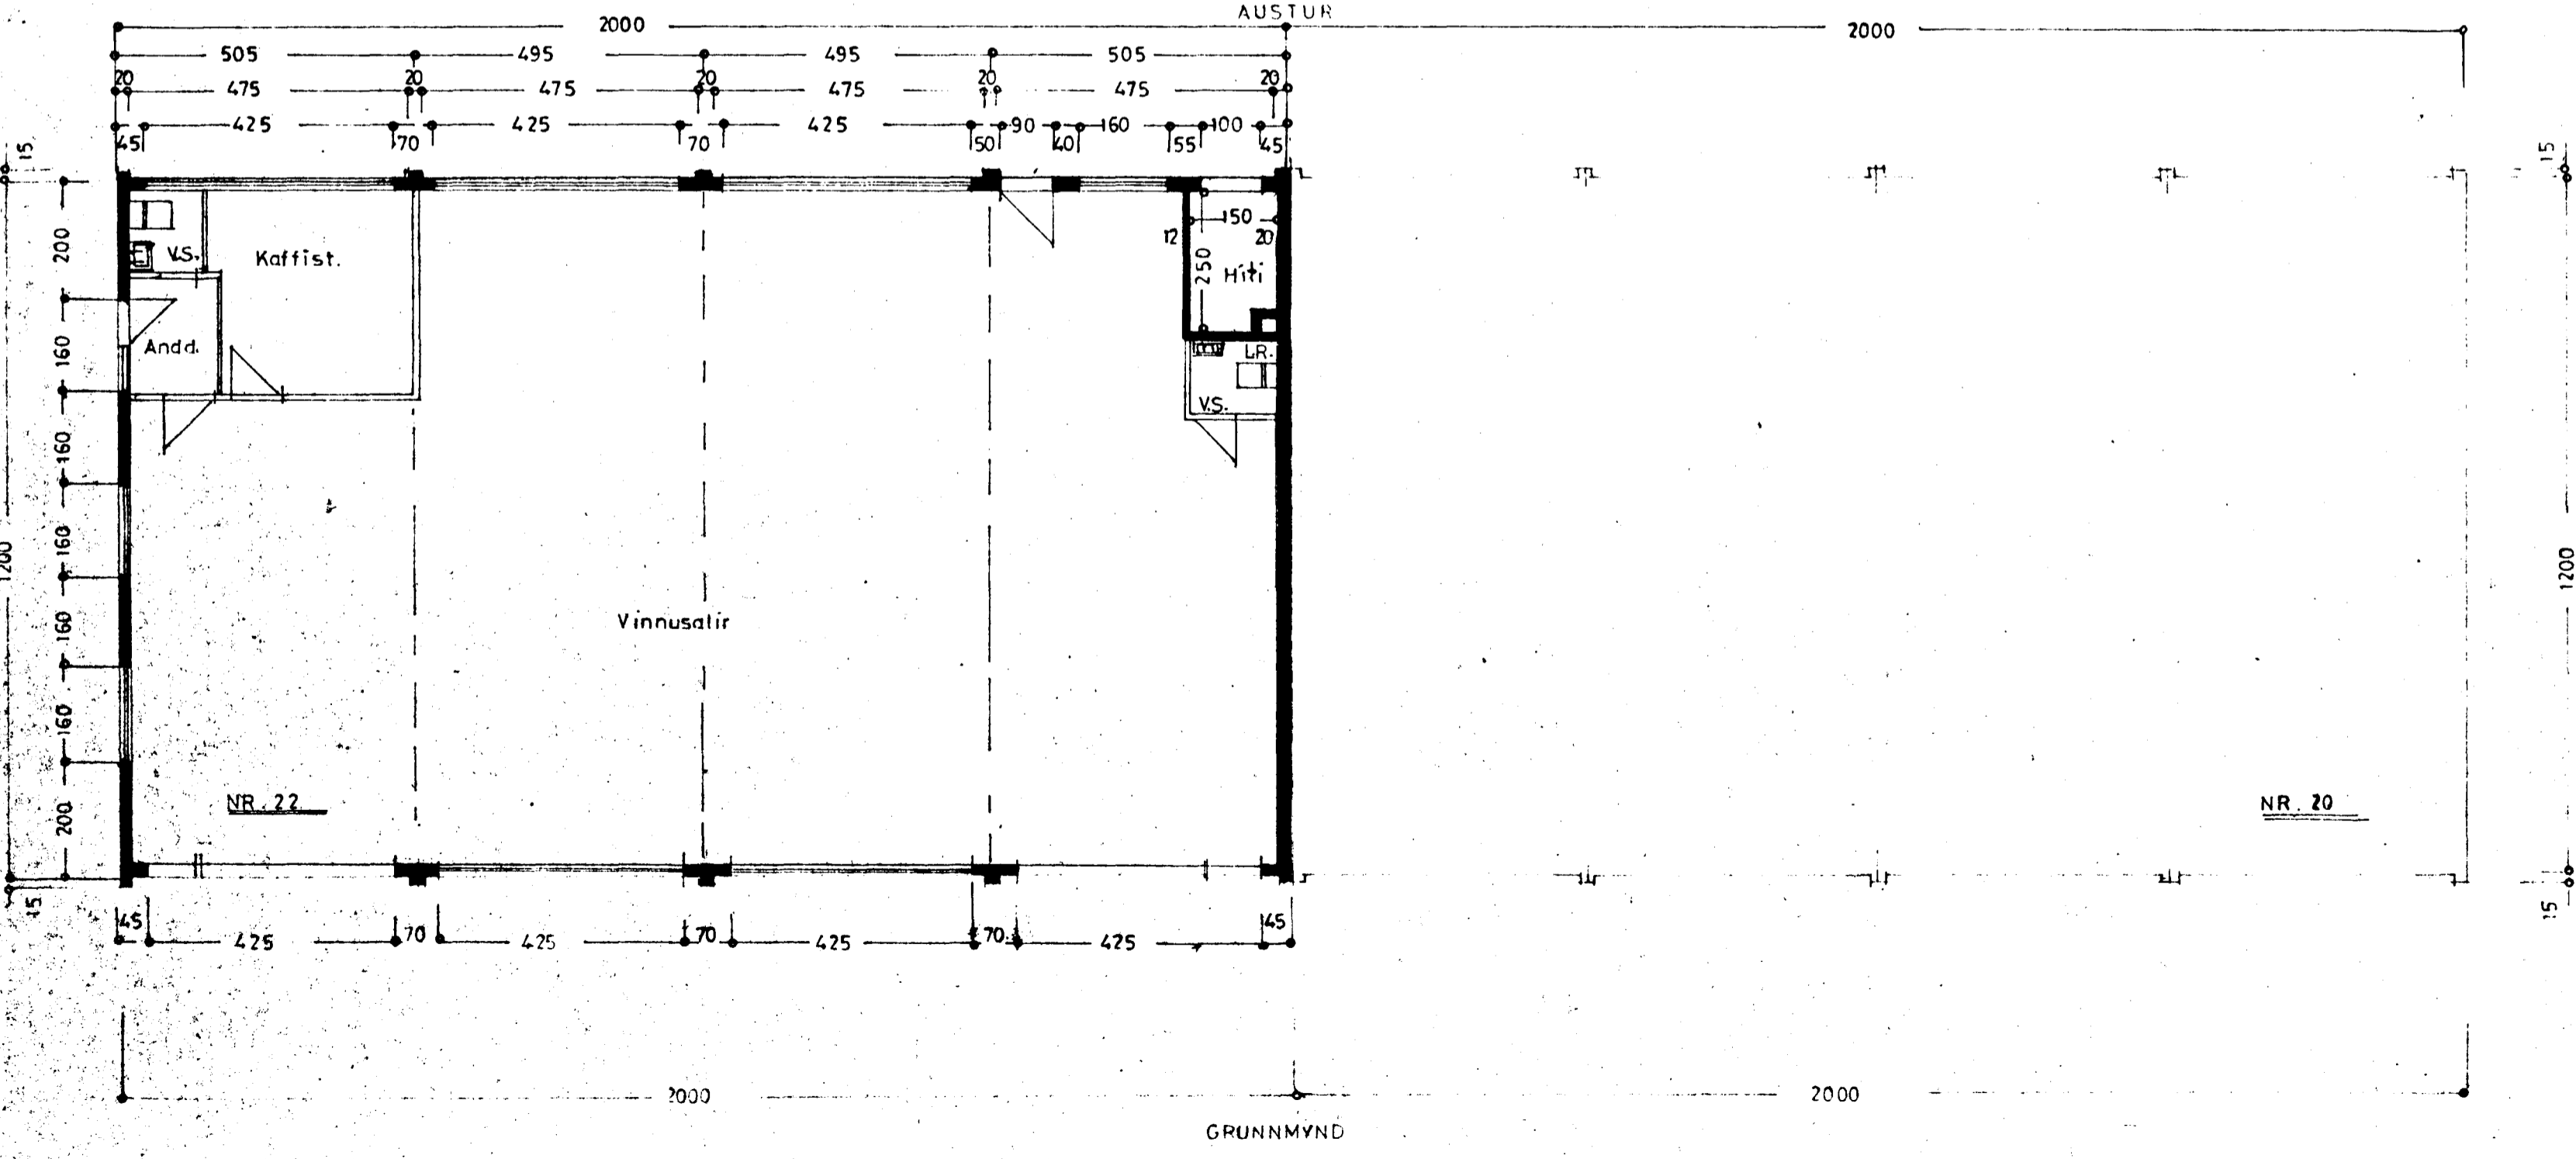 AUSTUR
2000 2000
505 495 495 505
20 20 20 20 20
475 475 475 475
425 425 425 90 160 100
45 70 70 50 40 55 45
15 15
200 V.S. Kaffist. 150
12 20
250 Hiti
160 Andd. L.R.
V.S.
160
160
1200 1200
160 Vinnusalir
160
200 NR. 22 NR. 20
15 15
45 70 70 70 45
425 425 425 425
2000 2000
GRUNNMYND